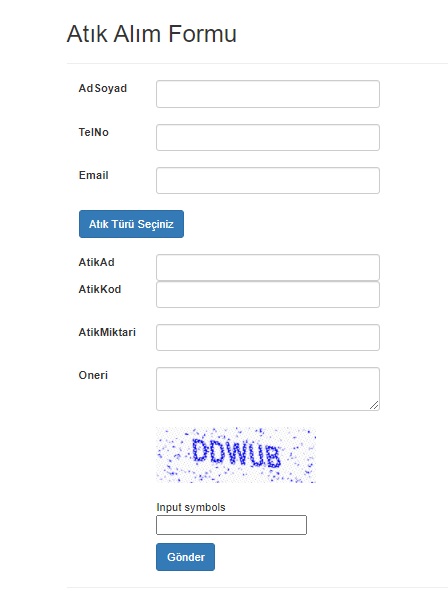 Atık Alım Formu
AdSoyad
TelNo
Email
Atık Türü Seçiniz
AtikAd
AtikKod
AtikMiktari
Oneri
DDWUB
Input symbols
Gönder